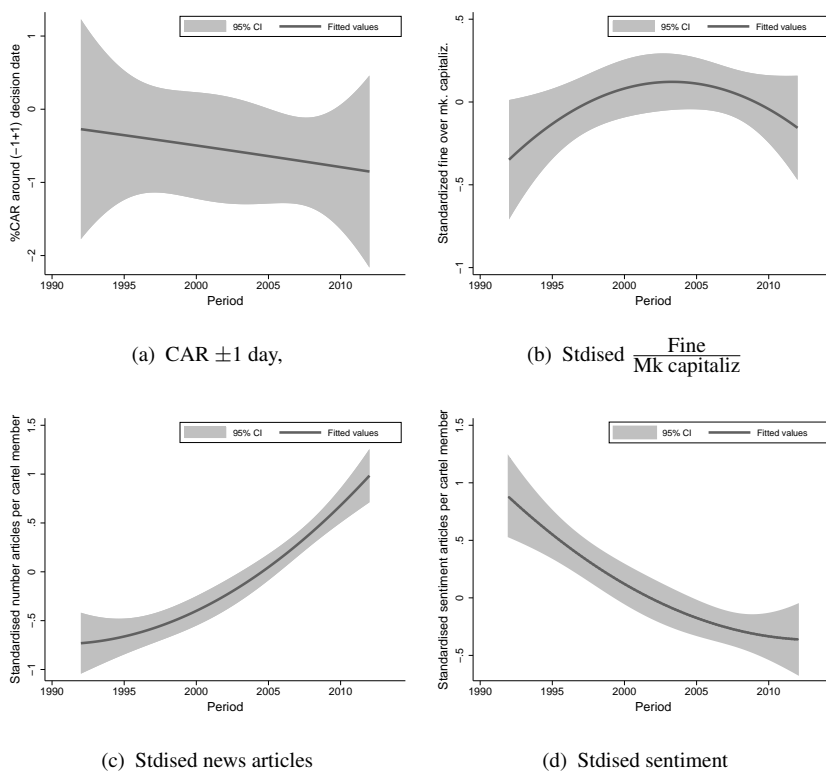 95% CI Fitted values
%CAR around (−1+1) decision date
1
0
−1
−2
1990 1995 2000 2005 2010
Period
(a) CAR ±1 day,
95% CI Fitted values
Standardized fine over mk. capitaliz.
.5
0
−.5
−1
1990 1995 2000 2005 2010
Period
(b) Stdised Fine
Mk capitaliz
95% CI Fitted values
Standardised number articles per cartel member
1.5
1
.5
0
−.5
−1
1990 1995 2000 2005 2010
Period
(c) Stdised news articles
95% CI Fitted values
Standardised sentiment articles per cartel member
1.5
1
.5
0
−.5
1990 1995 2000 2005 2010
Period
(d) Stdised sentiment